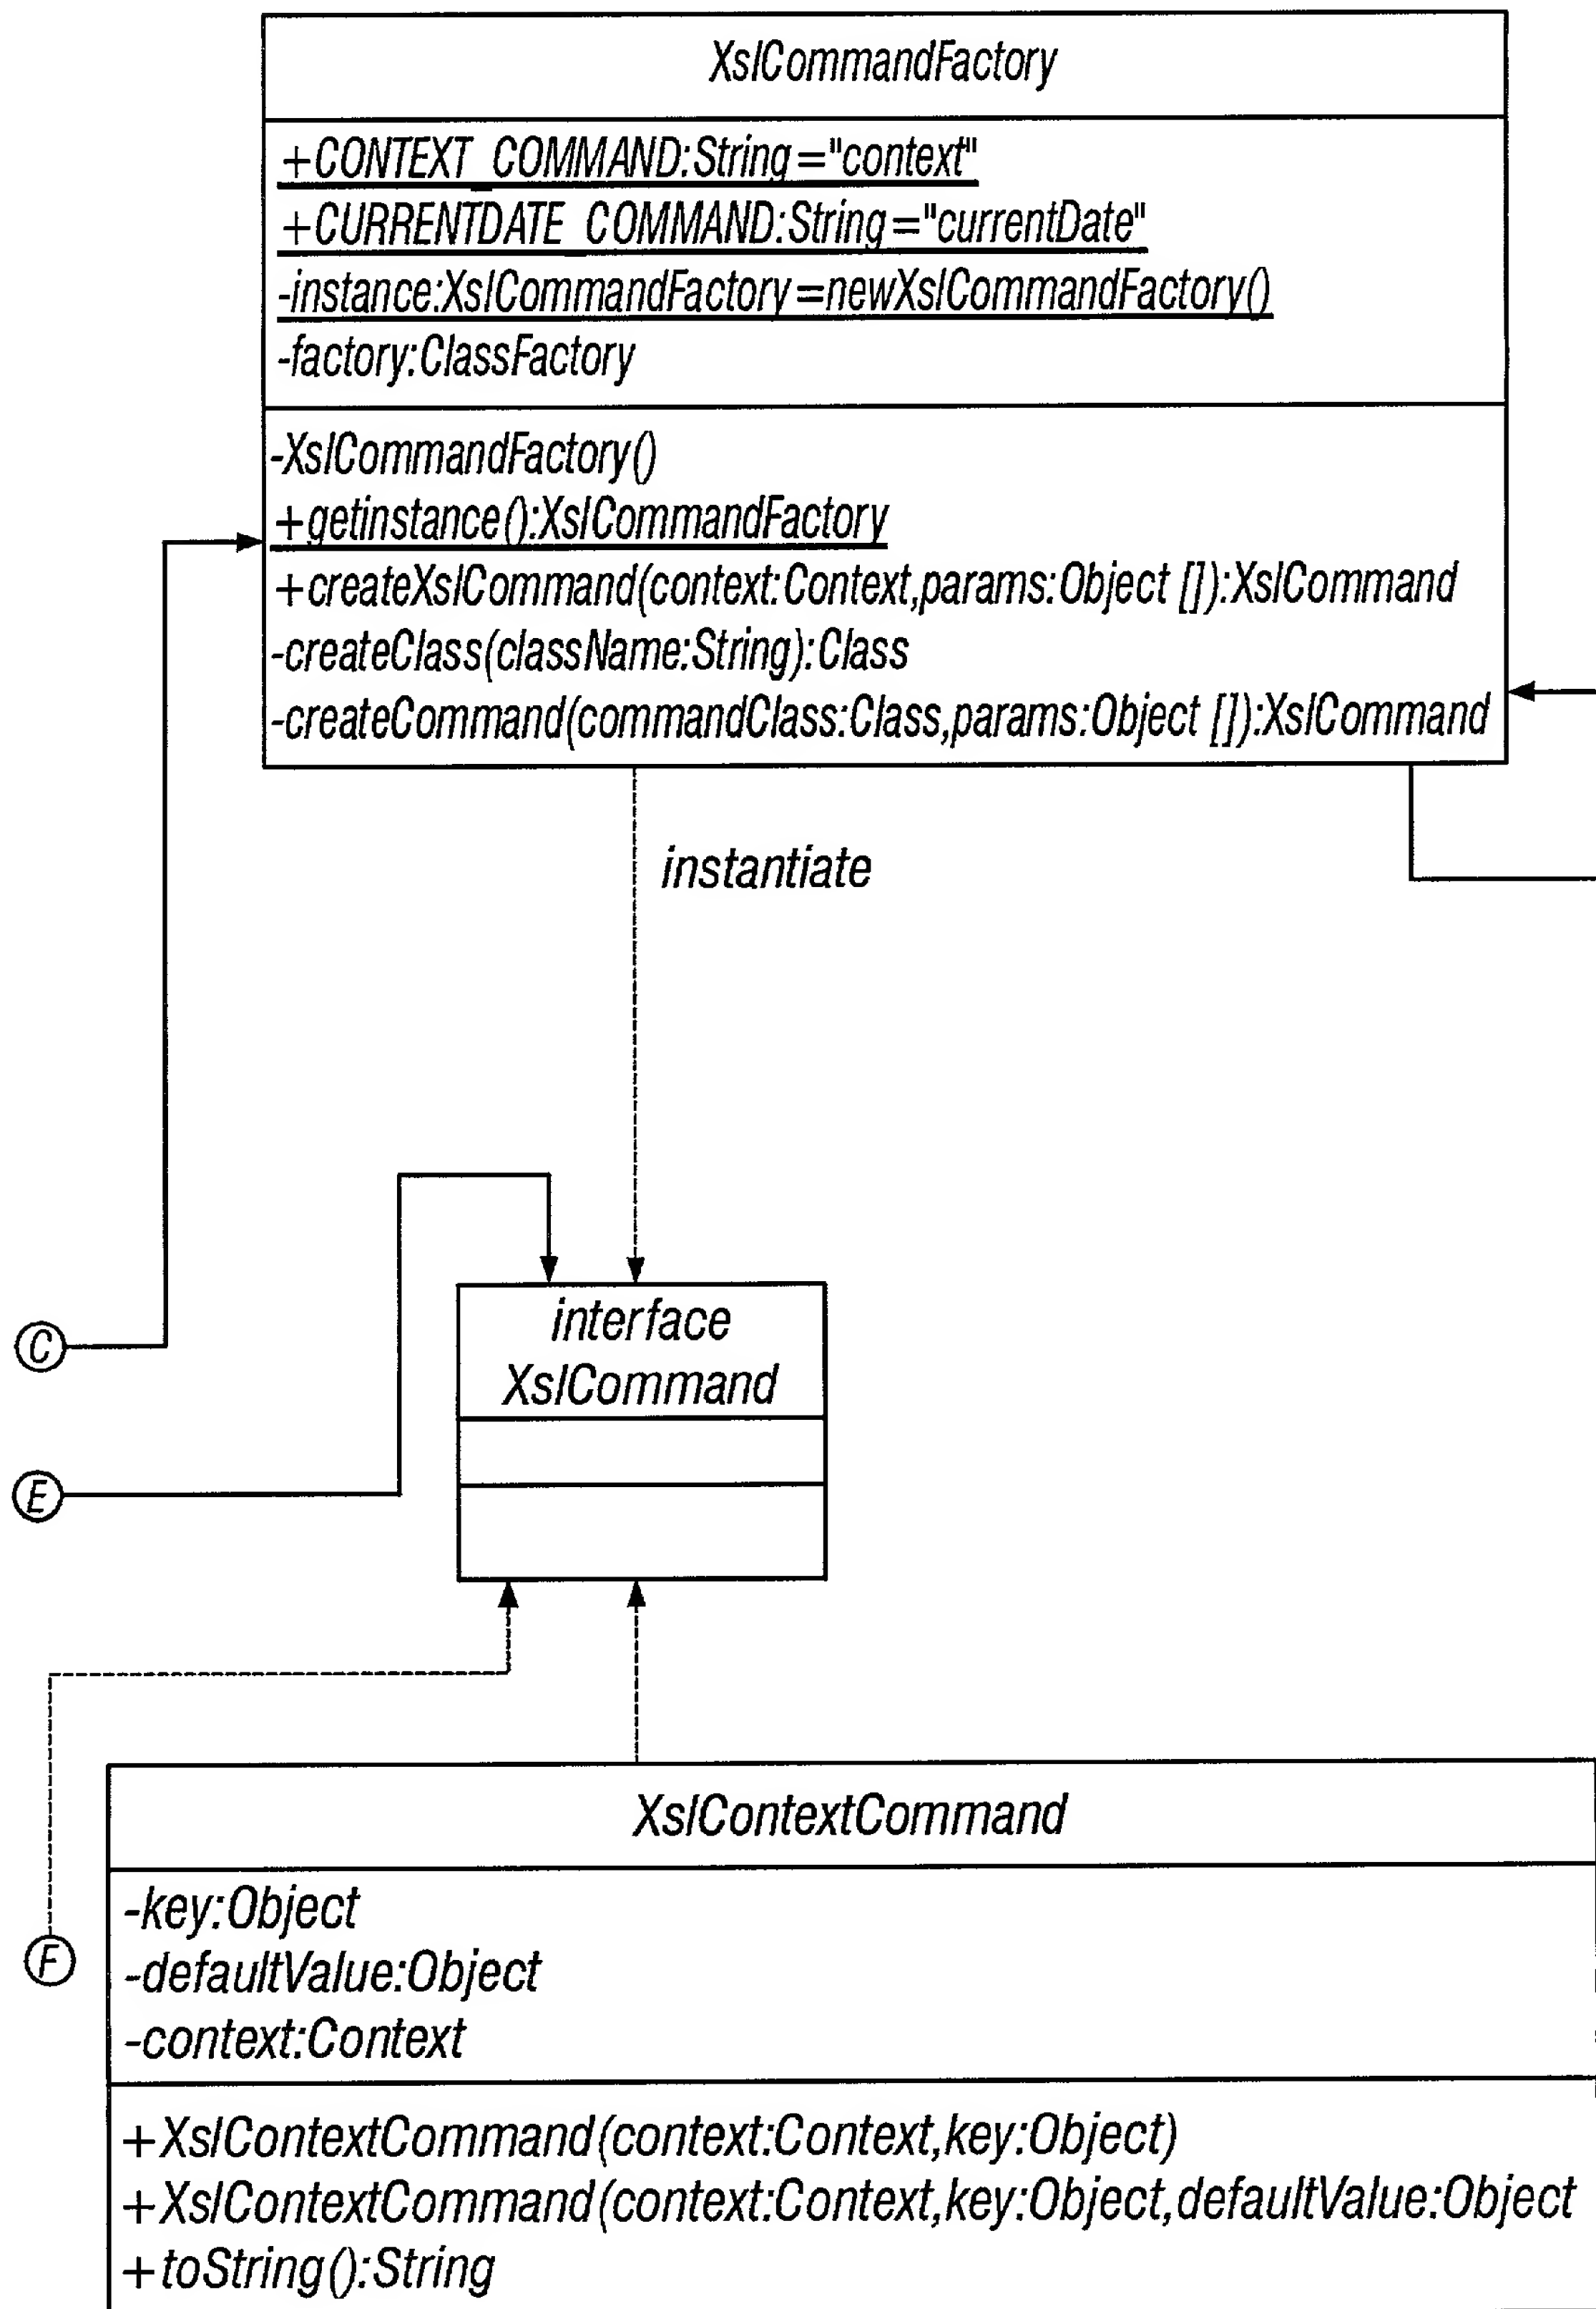 XslCommandFactory
+CONTEXT_COMMAND:String="context"
+CURRENTDATE_COMMAND:String="currentDate"
-instance:XslCommandFactory=newXslCommandFactory()
-factory:ClassFactory
-XslCommandFactory()
+getinstance():XslCommandFactory
+createXslCommand(context:Context,params:Object []):XslCommand
-createClass(className:String):Class
-createCommand(commandClass:Class,params:Object []):XslCommand
instantiate
interface
XslCommand
C
E
F
XslContextCommand
-key:Object
-defaultValue:Object
-context:Context
+XslContextCommand(context:Context,key:Object)
+XslContextCommand(context:Context,key:Object,defaultValue:Object
+toString():String